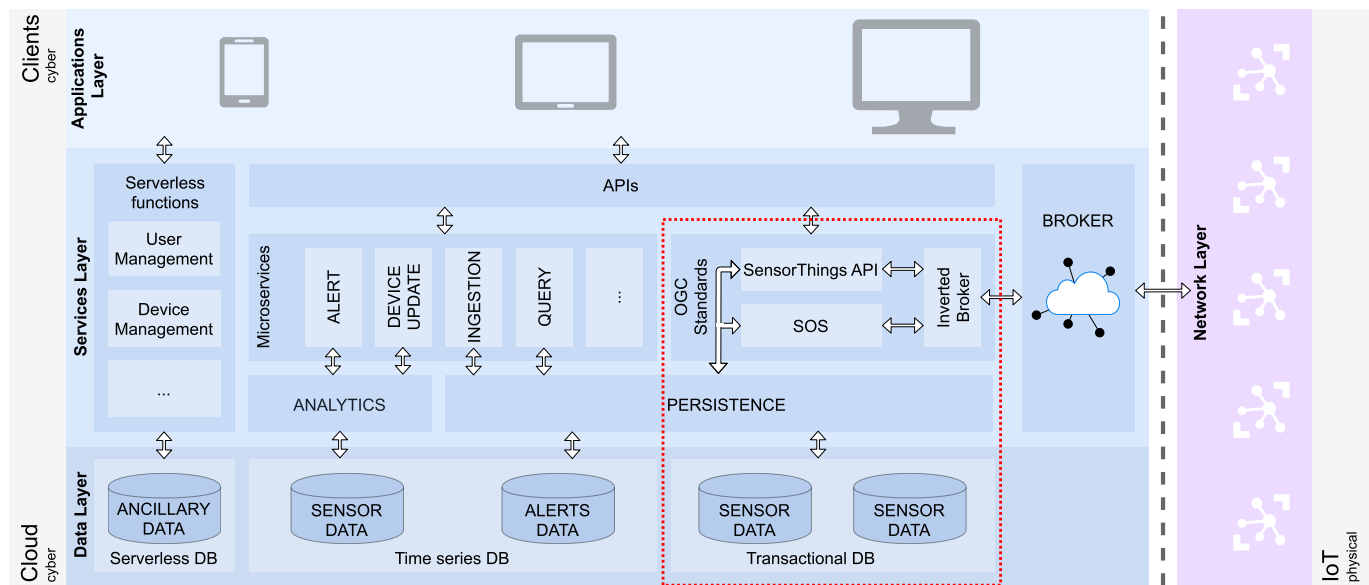 Clients
cyber
Applications
Layer
Serverless
functions
User
Management
Device
Management
...
APIs
Services Layer
Microservices
ALERT
DEVICE
UPDATE
INGESTION
QUERY
...
OGC
Standards
SensorThings API
SOS
Inverted
Broker
BROKER
Network Layer
ANALYTICS
PERSISTENCE
Cloud
cyber
Data Layer
ANCILLARY
DATA
Serverless DB
SENSOR
DATA
ALERTS
DATA
Time series DB
SENSOR
DATA
SENSOR
DATA
Transactional DB
IoT
physical